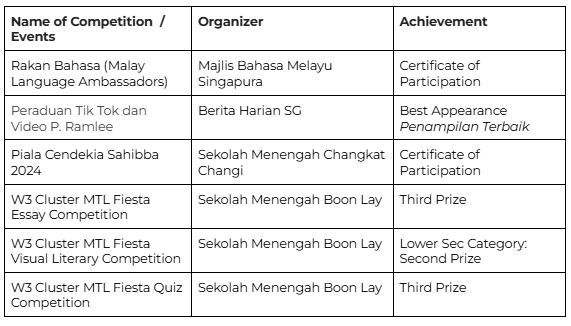 Name of Competition /
Events
Organizer
Achievement
Rakan Bahasa (Malay
Language Ambassadors)
Majlis Bahasa Melayu
Singapura
Certificate of
Participation
Peraduan Tik Tok dan
Video P. Ramlee
Berita Harian SG
Best Appearance
Penampilan Terbaik
Piala Cendekia Sahibba
2024
Sekolah Menengah Changkat
Changi
Certificate of
Participation
W3 Cluster MTL Fiesta
Essay Competition
Sekolah Menengah Boon Lay
Third Prize
W3 Cluster MTL Fiesta
Visual Literary Competition
Sekolah Menengah Boon Lay
Lower Sec Category:
Second Prize
W3 Cluster MTL Fiesta Quiz
Competition
Sekolah Menengah Boon Lay
Third Prize